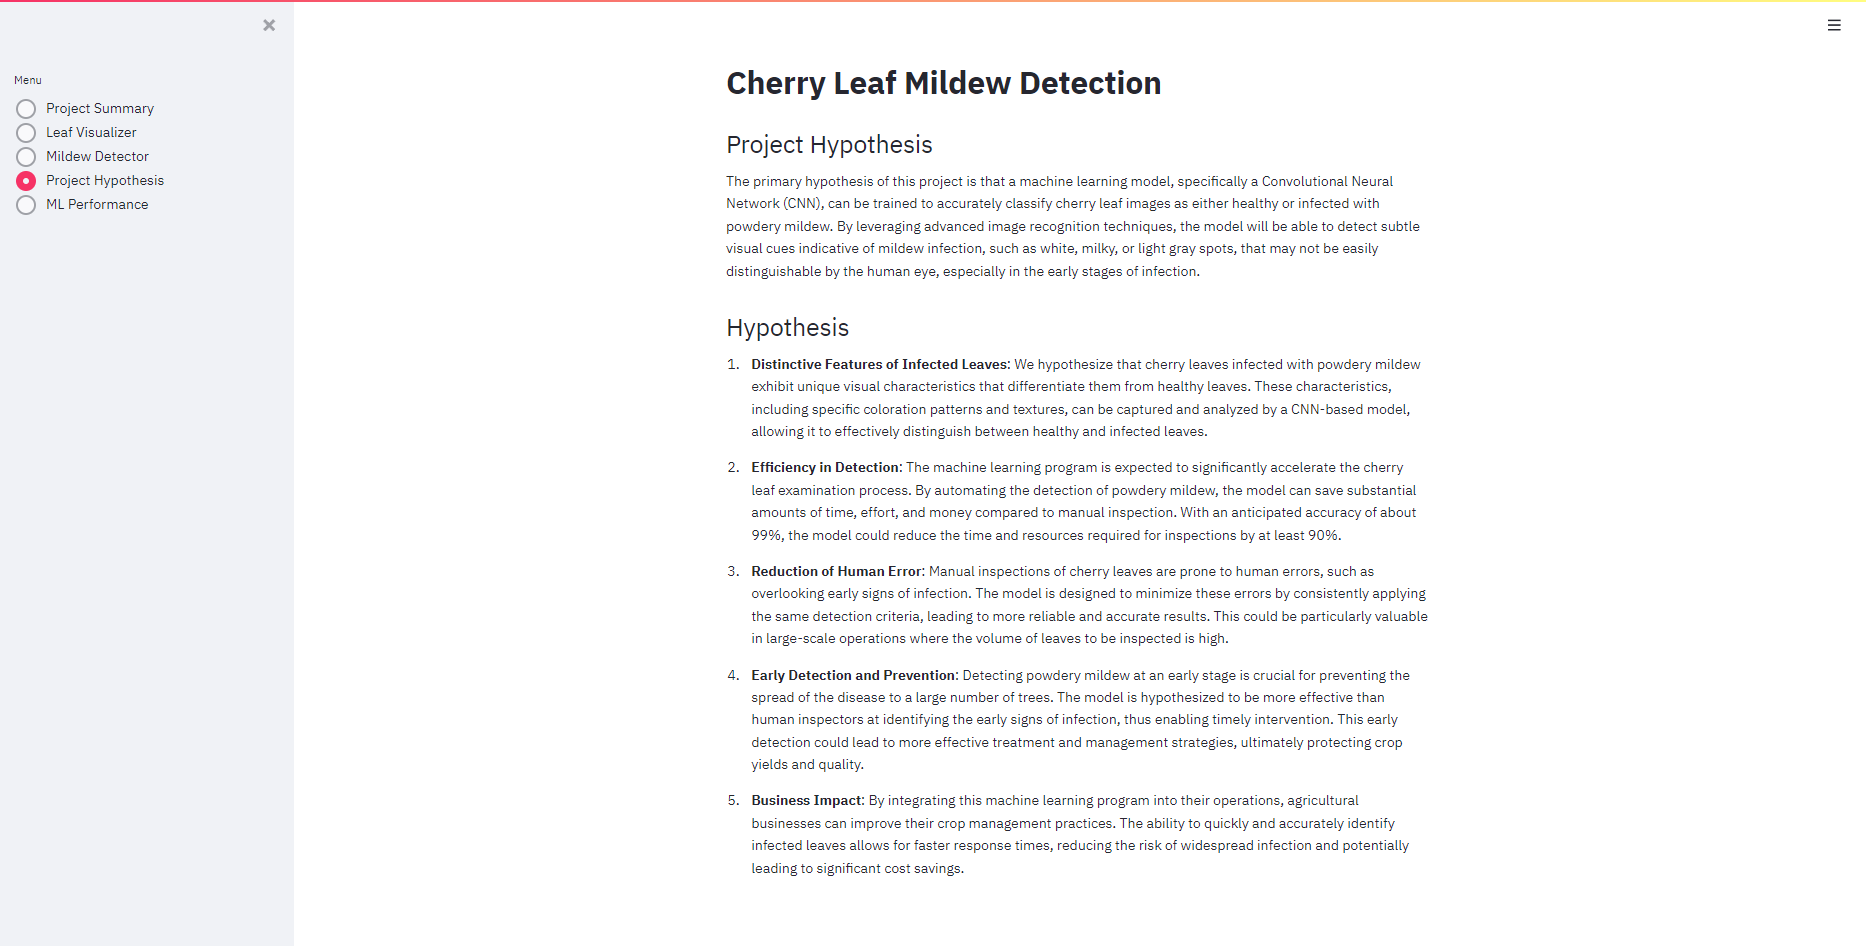 Menu
Project Summary
Leaf Visualizer
Mildew Detector
Project Hypothesis
ML Performance
Cherry Leaf Mildew Detection
Project Hypothesis
The primary hypothesis of this project is that a machine learning model, specifically a Convolutional Neural
Network (CNN), can be trained to accurately classify cherry leaf images as either healthy or infected with
powdery mildew. By leveraging advanced image recognition techniques, the model will be able to detect subtle
visual cues indicative of mildew infection, such as white, milky, or light gray spots, that may not be easily
distinguishable by the human eye, especially in the early stages of infection.
Hypothesis
1. Distinctive Features of Infected Leaves: We hypothesize that cherry leaves infected with powdery mildew
exhibit unique visual characteristics that differentiate them from healthy leaves. These characteristics,
including specific coloration patterns and textures, can be captured and analyzed by a CNN-based model,
allowing it to effectively distinguish between healthy and infected leaves.
2. Efficiency in Detection: The machine learning program is expected to significantly accelerate the cherry
leaf examination process. By automating the detection of powdery mildew, the model can save substantial
amounts of time, effort, and money compared to manual inspection. With an anticipated accuracy of about
99%, the model could reduce the time and resources required for inspections by at least 90%.
3. Reduction of Human Error: Manual inspections of cherry leaves are prone to human errors, such as
overlooking early signs of infection. The model is designed to minimize these errors by consistently applying
the same detection criteria, leading to more reliable and accurate results. This could be particularly valuable
in large-scale operations where the volume of leaves to be inspected is high.
4. Early Detection and Prevention: Detecting powdery mildew at an early stage is crucial for preventing the
spread of the disease to a large number of trees. The model is hypothesized to be more effective than
human inspectors at identifying the early signs of infection, thus enabling timely intervention. This early
detection could lead to more effective treatment and management strategies, ultimately protecting crop
yields and quality.
5. Business Impact: By integrating this machine learning program into their operations, agricultural
businesses can improve their crop management practices. The ability to quickly and accurately identify
infected leaves allows for faster response times, reducing the risk of widespread infection and potentially
leading to significant cost savings.